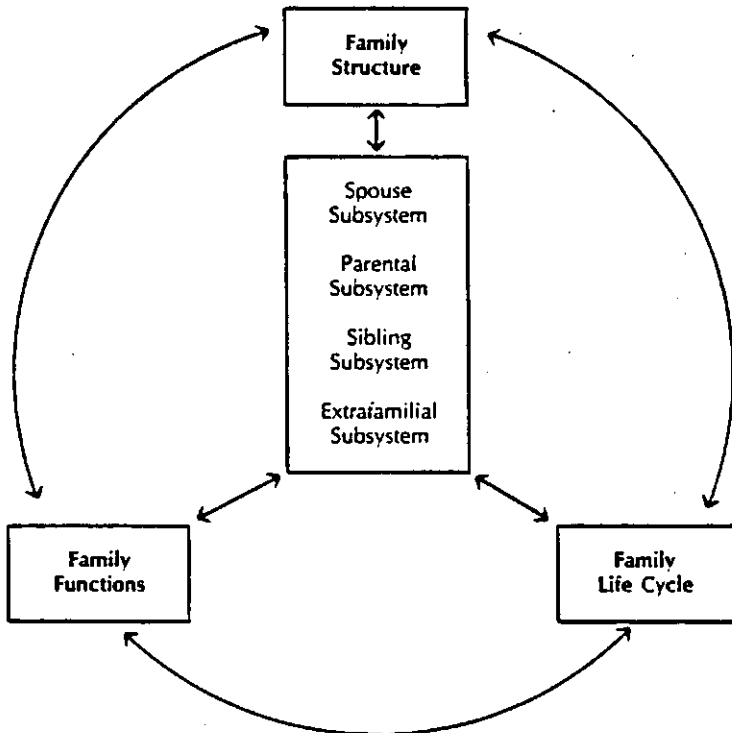 Family
Structure
Spouse
Subsystem
Parental
Subsystem
Sibling
Subsystem
Extrafamilial
Subsystem
Family
Functions
Family
Life Cycle